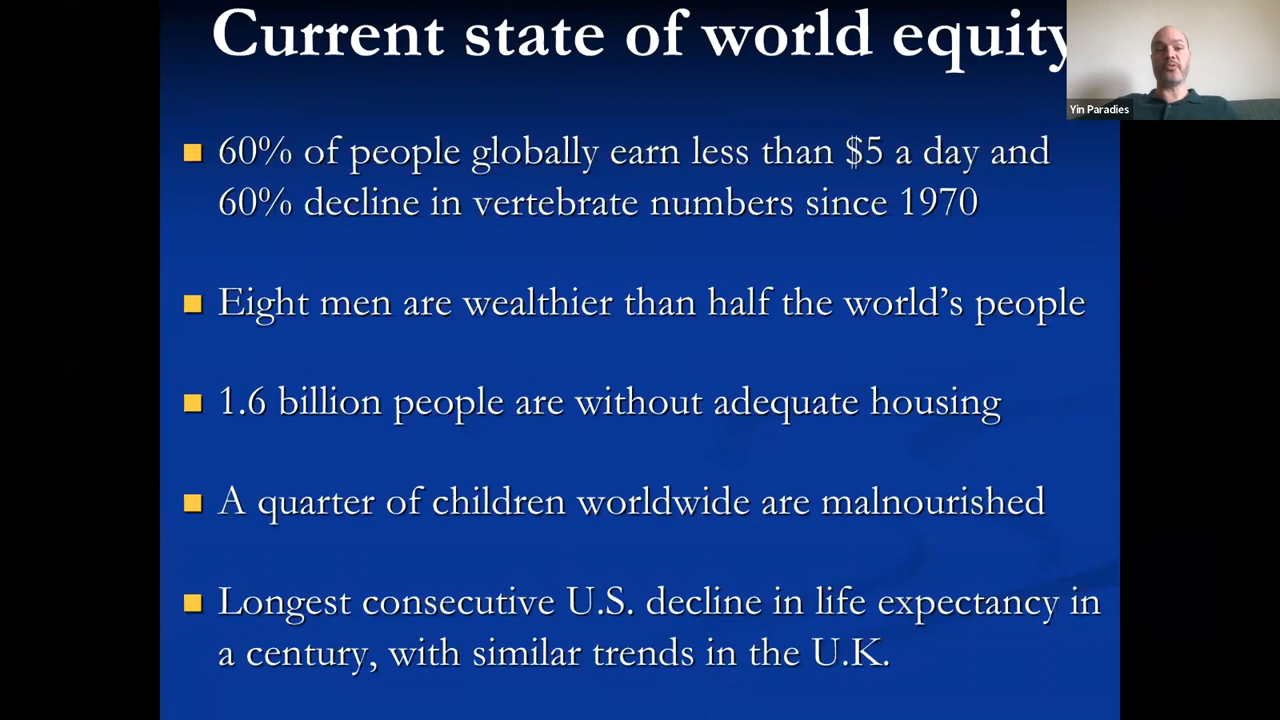 Current state of world equity
Yin Paradies
60% of people globally earn less than $5 a day and
60% decline in vertebrate numbers since 1970
Eight men are wealthier than half the world’s people
1.6 billion people are without adequate housing
A quarter of children worldwide are malnourished
Longest consecutive U.S. decline in life expectancy in
a century, with similar trends in the U.K.